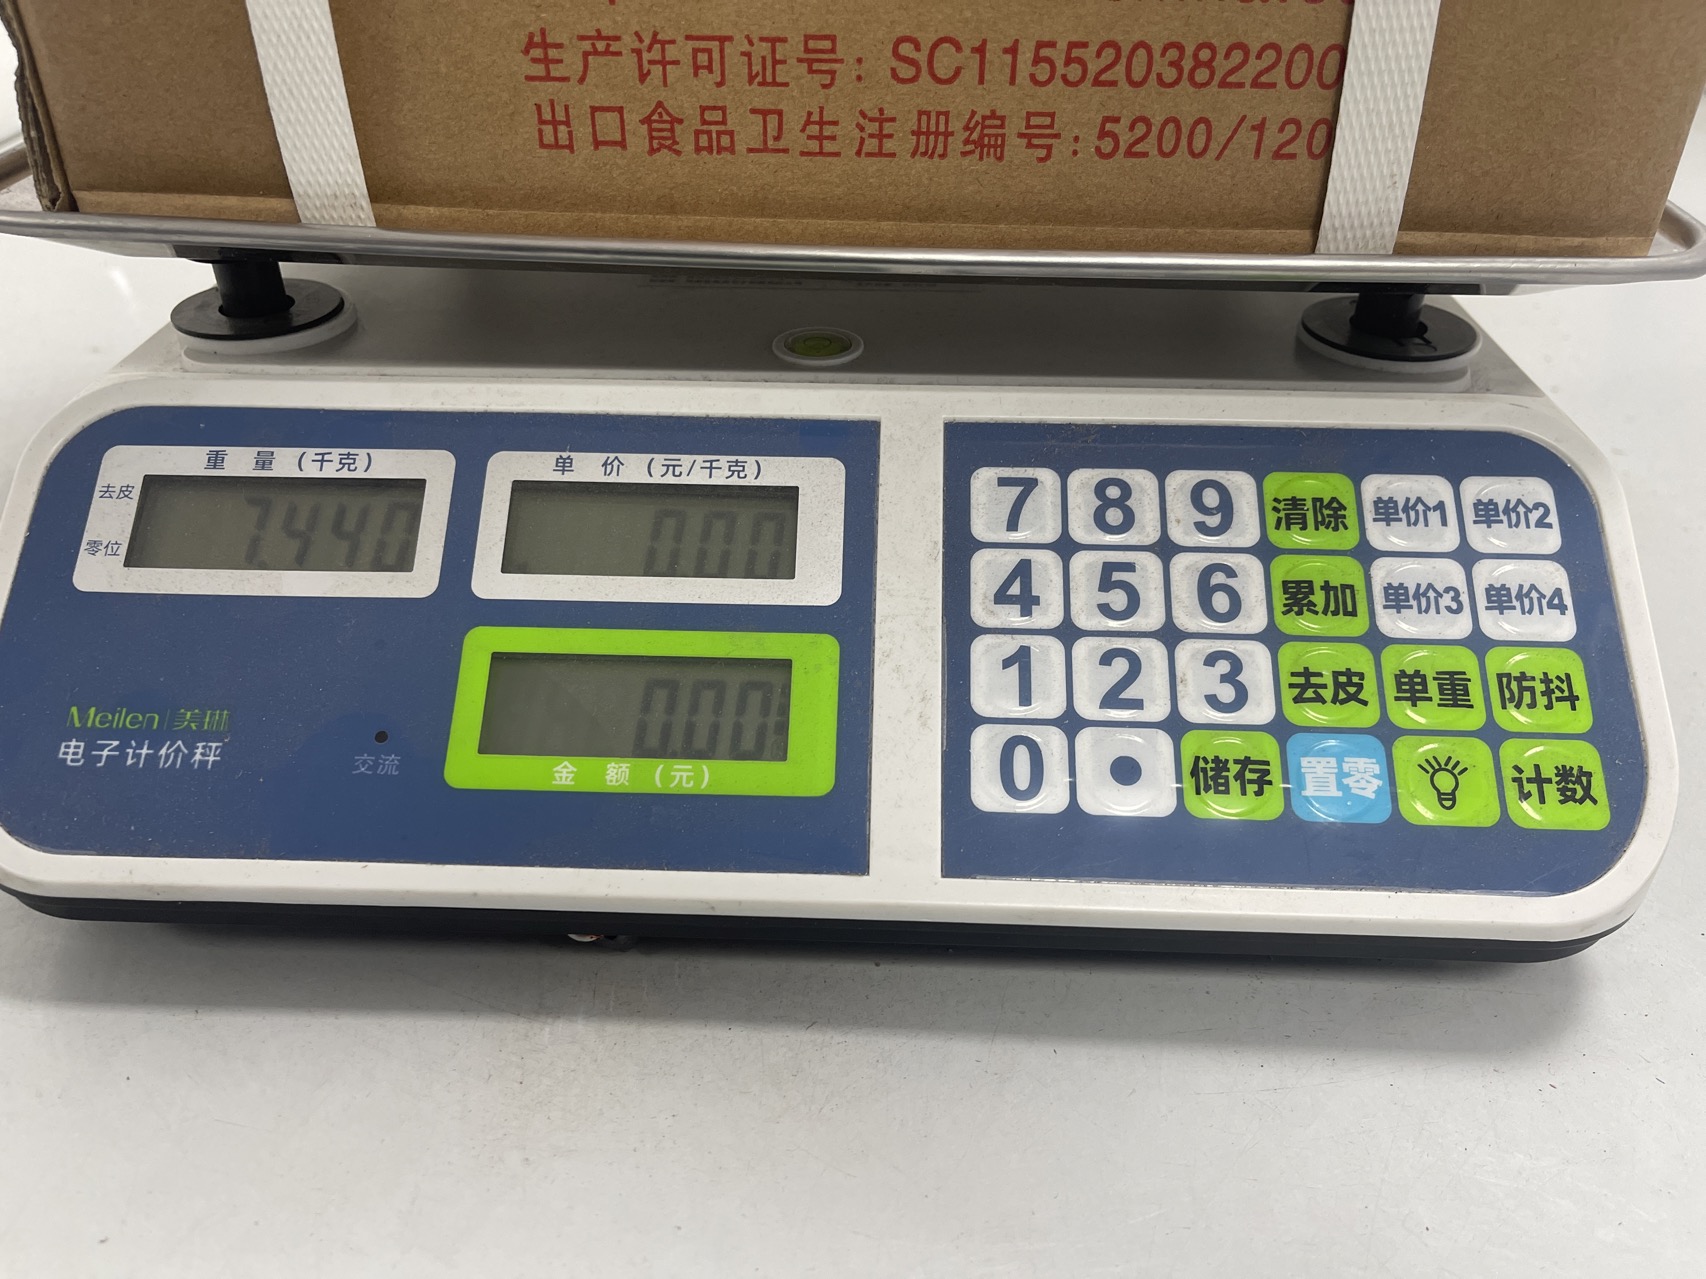 生产许可证号: SC115520382200
出口食品卫生注册编号:5200/120
重 量 (千克)
去皮
零位
7.440
单 价 (元/千克)
0.00
0.00
金 额 (元)
Meilen|美琳
电子计价秤
交流
7 8 9 清除 单价1 单价2
4 5 6 累加 单价3 单价4
1 2 3 去皮 单重 防抖
0 • 储存 置零 计数